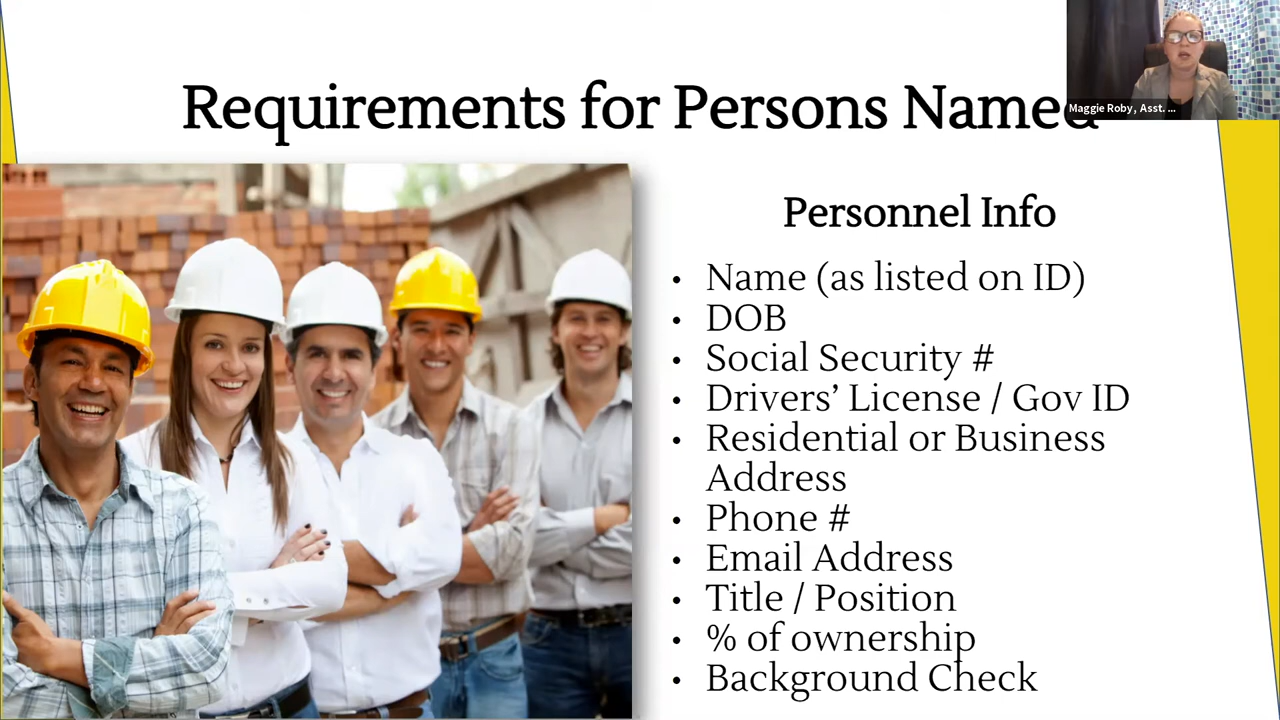 Requirements for Persons Named
Maggie Roby, Asst. ...
Personnel Info
• Name (as listed on ID)
• DOB
• Social Security #
• Drivers’ License / Gov ID
• Residential or Business
Address
• Phone #
• Email Address
• Title / Position
• % of ownership
• Background Check